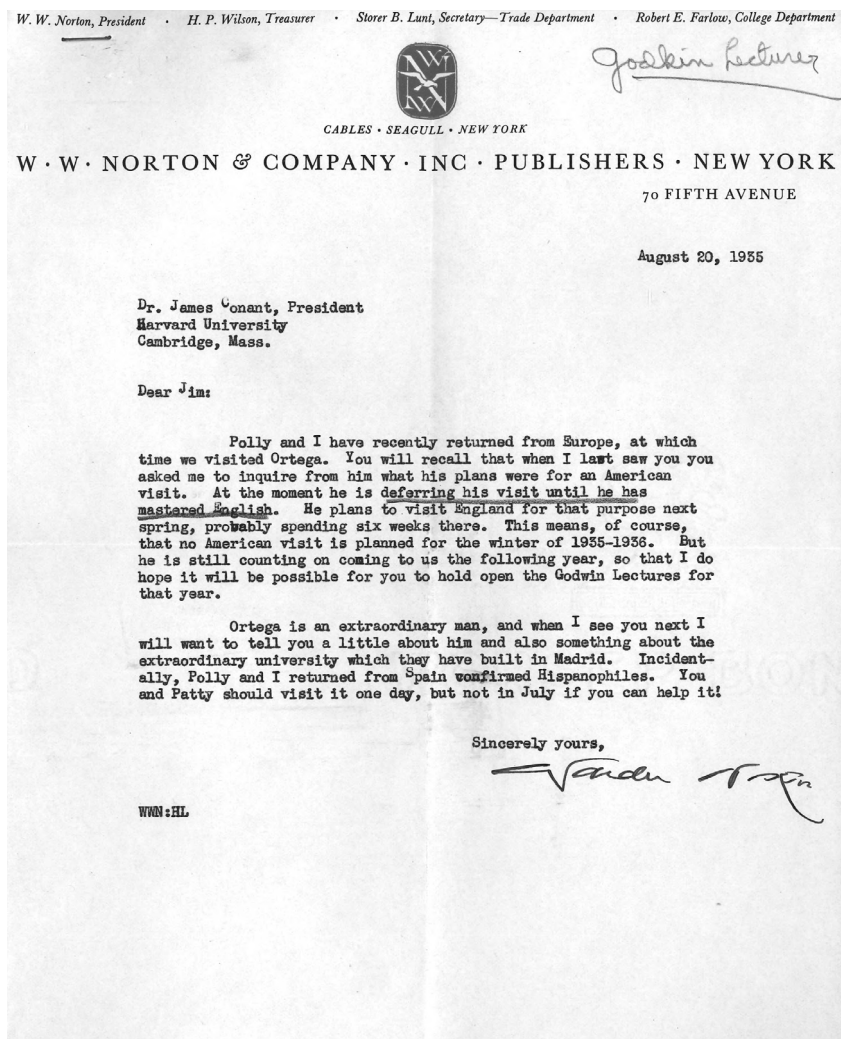 W. W. Norton, President · H. P. Wilson, Treasurer · Storer B. Lunt, Secretary—Trade Department · Robert E. Farlow, College Department
Godkin Lecturer
CABLES · SEAGULL · NEW YORK
W · W · NORTON & COMPANY · INC · PUBLISHERS · NEW YORK
70 FIFTH AVENUE
August 20, 1935
Dr. James Conant, President
Harvard University
Cambridge, Mass.
Dear Jim:
Polly and I have recently returned from Europe, at which
time we visited Ortega. You will recall that when I last saw you you
asked me to inquire from him what his plans were for an American
visit. At the moment he is deferring his visit until he has
mastered English. He plans to visit England for that purpose next
spring, probably spending six weeks there. This means, of course,
that no American visit is planned for the winter of 1935-1936. But
he is still counting on coming to us the following year, so that I do
hope it will be possible for you to hold open the Godwin Lectures for
that year.
Ortega is an extraordinary man, and when I see you next I
will want to tell you a little about him and also something about the
extraordinary university which they have built in Madrid. Incident-
ally, Polly and I returned from Spain confirmed Hispanophiles. You
and Patty should visit it one day, but not in July if you can help it!
Sincerely yours,
WWN:HL